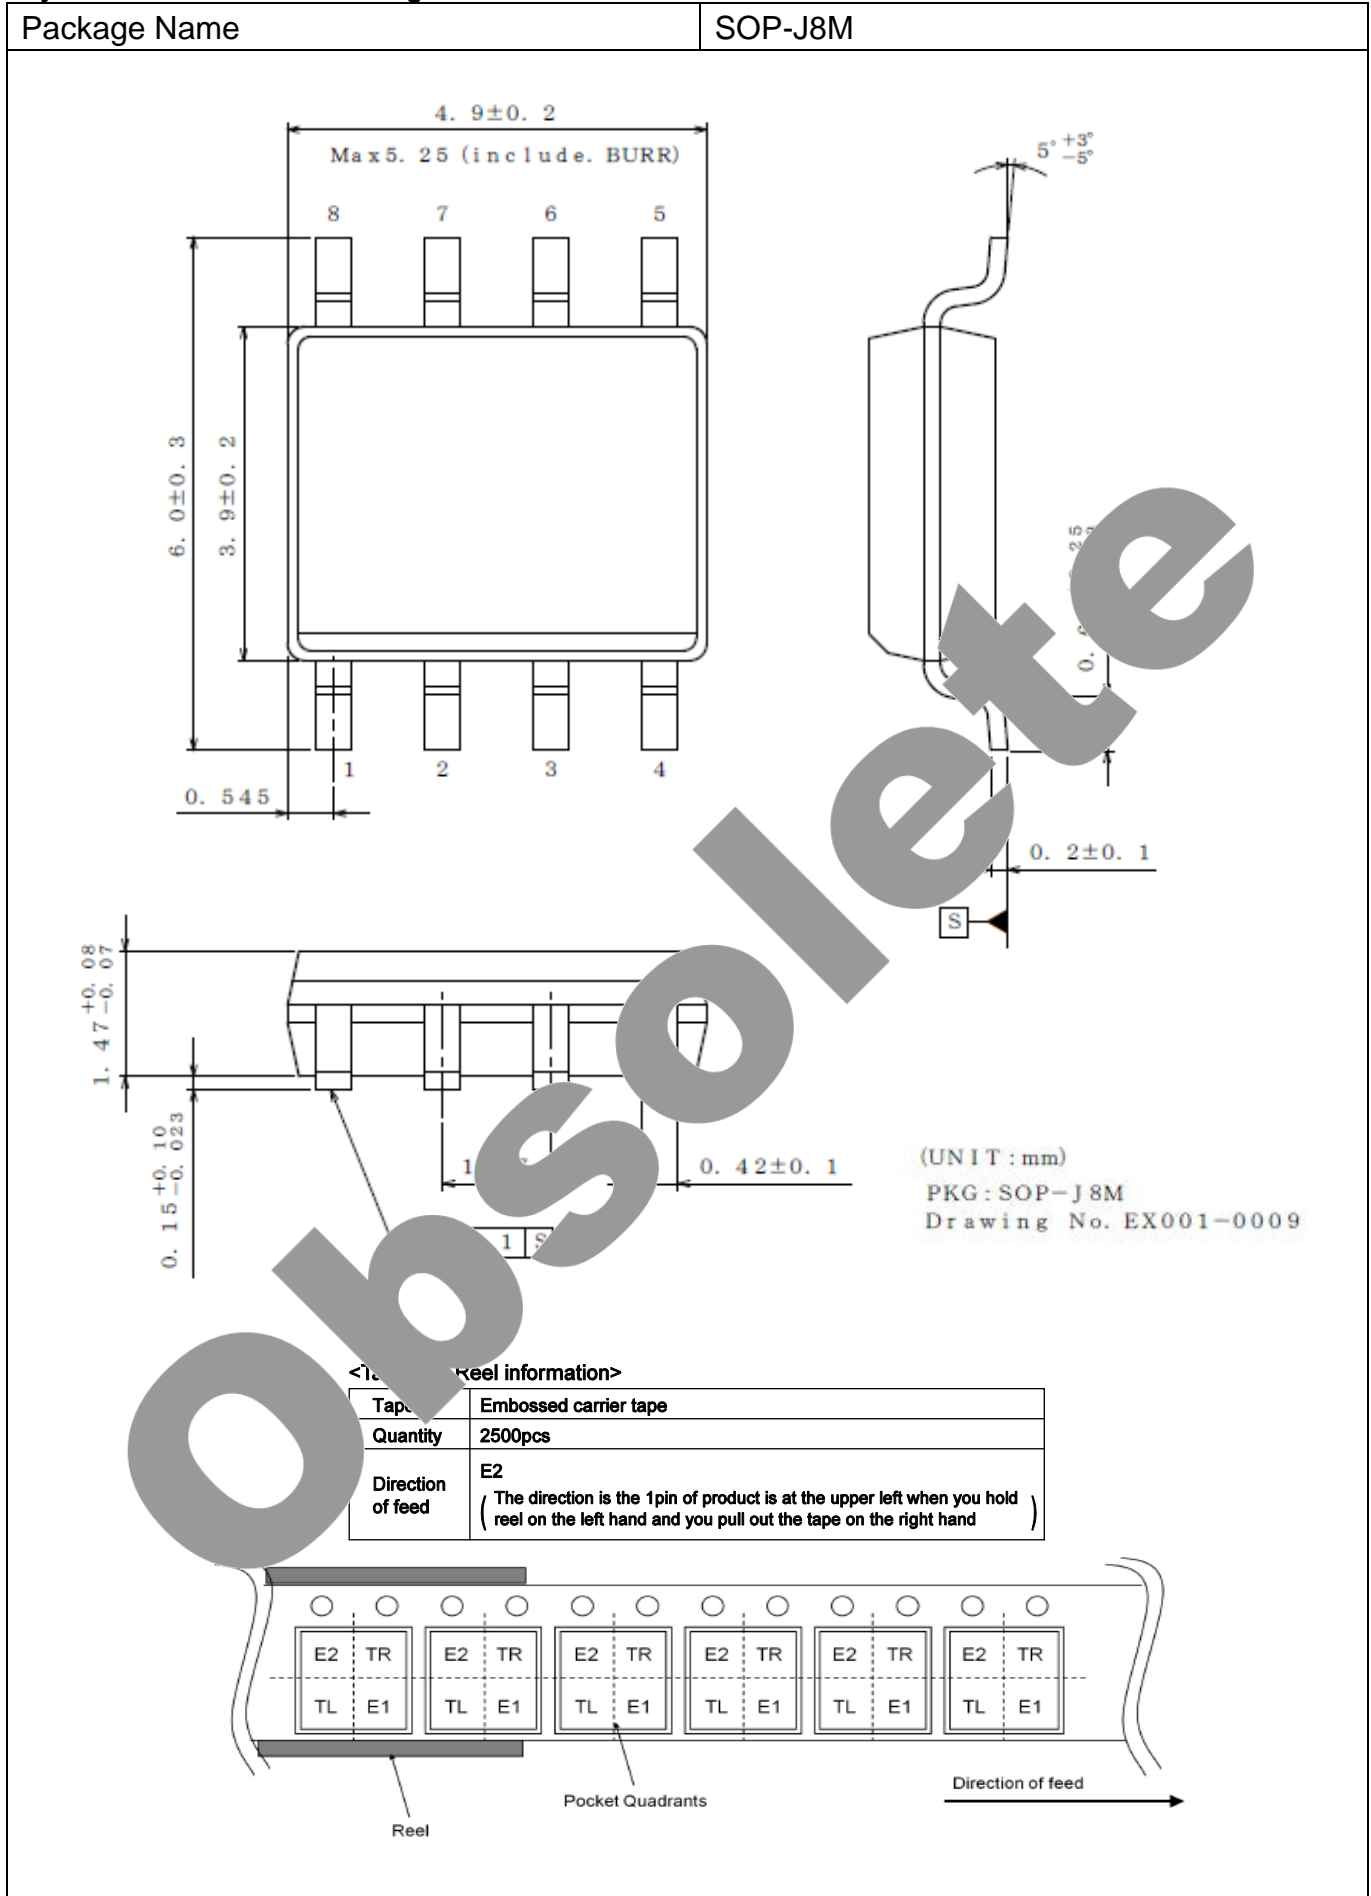 Package Name SOP-J8M
4. 9±0. 2
Max5. 25 (include. BURR)
5° +3° −5°
8 7 6 5
6. 0±0. 3
3. 9±0. 2
1 2 3 4
0. 545
0. 2±0. 1
S
1. 47 +0. 08 −0. 07
0. 15 +0. 10 −0. 023
0. 42±0. 1
1 S
(UNIT : mm)
PKG : SOP−J8M
Drawing No. EX001−0009
Obsolete
Reel information>
Embossed carrier tape
Quantity 2500pcs
Direction of feed
E2
( The direction is the 1pin of product is at the upper left when you hold
reel on the left hand and you pull out the tape on the right hand )
E2 TR E2 TR E2 TR E2 TR E2 TR E2 TR
TL E1 TL E1 TL E1 TL E1 TL E1 TL E1
Direction of feed
Pocket Quadrants
Reel